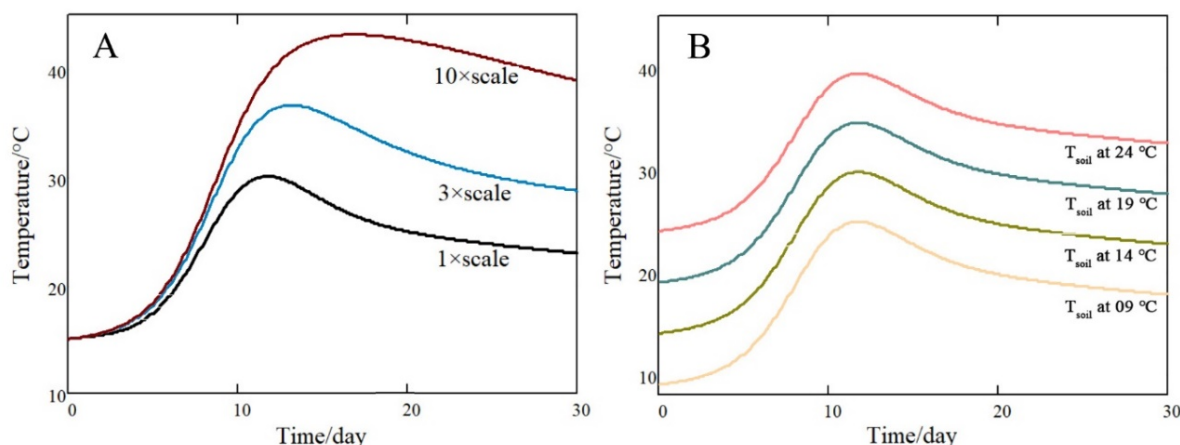 A
Temperature/°C
40
30
20
10
10×scale
3×scale
1×scale
0
10
20
30
Time/day
B
Temperature/°C
40
30
20
10
T_soil at 24 °C
T_soil at 19 °C
T_soil at 14 °C
T_soil at 09 °C
0
10
20
30
Time/day